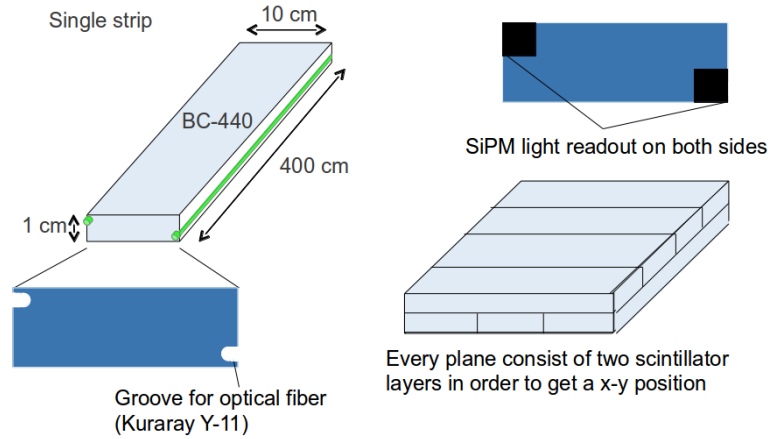 Single strip
10 cm
BC-440
400 cm
1 cm
Groove for optical fiber
(Kuraray Y-11)
SiPM light readout on both sides
Every plane consist of two scintillator
layers in order to get a x-y position